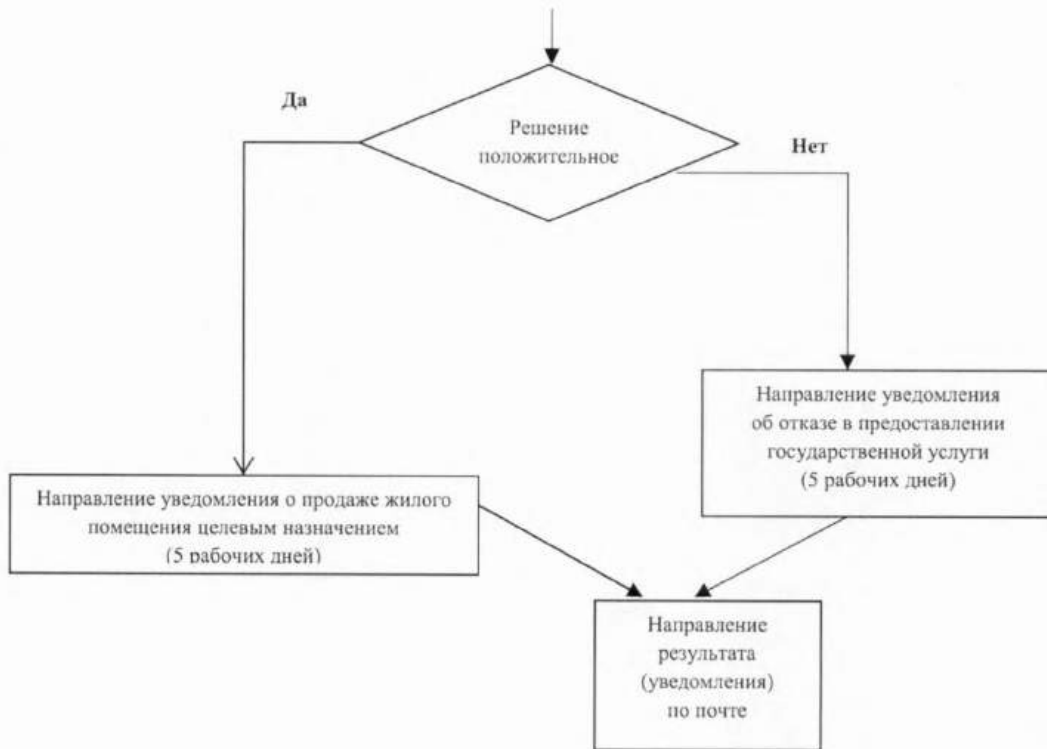 Да
Решение
положительное
Нет
Направление уведомления
об отказе в предоставлении
государственной услуги
(5 рабочих дней)
Направление уведомления о продаже жилого
помещения целевым назначением
(5 рабочих дней)
Направление
результата
(уведомления)
по почте